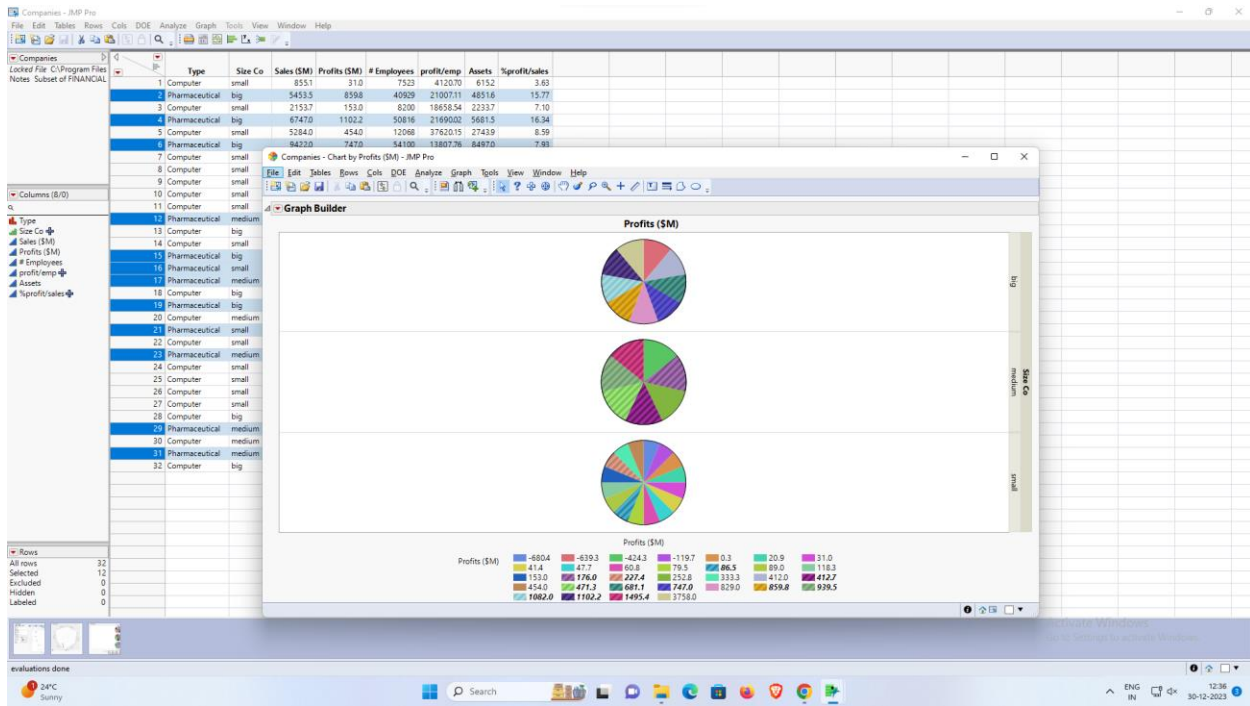 Companies - JMP Pro
File Edit Tables Rows Cols DOE Analyze Graph Tools View Window Help
Companies
Locked File C:\Program Files
Notes Subset of FINANCIAL
Type Size Co Sales ($M) Profits ($M) # Employees profit/emp Assets %profit/sales
1 Computer small 855.1 31.0 7523 4120.70 615.2 3.63
2 Pharmaceutical big 5453.5 859.8 40929 21007.11 4851.6 15.77
3 Computer small 2153.7 153.0 8200 18658.54 2233.7 7.10
4 Pharmaceutical big 6747.0 1102.2 50816 21690.02 5681.5 16.34
5 Computer small 5284.0 454.0 12068 37620.15 2743.9 8.59
6 Pharmaceutical big 9422.0 747.0 54100 13807.76 8497.0 7.93
7 Computer small
8 Computer small
9 Computer small
10 Computer small
11 Computer small
12 Pharmaceutical medium
13 Computer big
14 Computer small
15 Pharmaceutical big
16 Pharmaceutical small
17 Pharmaceutical medium
18 Computer big
19 Pharmaceutical big
20 Computer medium
21 Pharmaceutical small
22 Computer small
23 Pharmaceutical medium
24 Computer small
25 Computer small
26 Computer small
27 Computer small
28 Computer big
29 Pharmaceutical medium
30 Computer medium
31 Pharmaceutical medium
32 Computer big
Columns (8/0)
Type
Size Co
Sales ($M)
Profits ($M)
# Employees
profit/emp
Assets
%profit/sales
Rows
All rows 32
Selected 12
Excluded 0
Hidden 0
Labeled 0
Companies - Chart by Profits ($M) - JMP Pro
File Edit Tables Rows Cols DOE Analyze Graph Tools View Window Help
Graph Builder
Profits ($M)
big
medium
small
Size Co
Profits ($M)
Profits ($M) -680.4 -639.3 -424.3 -119.7 0.3 20.9 31.0
41.4 47.7 60.8 79.5 86.5 89.0 118.3
153.0 176.0 227.4 252.8 333.3 412.0 412.7
454.0 471.3 681.1 747.0 829.0 859.8 939.5
1082.0 1102.2 1495.4 3758.0
Activate Windows
Go to Settings to activate Windows.
evaluations done
1
24°C
Sunny
Search
ENG
IN
12:36
30-12-2023
3